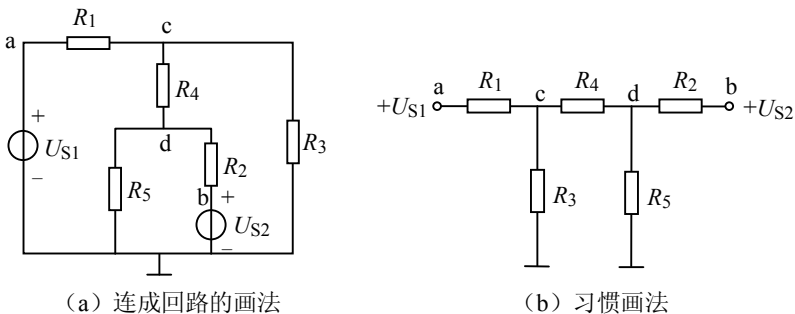 a
R1
c
R4
+
US1
−
d
R5
R2
b
+
US2
−
R3
（a）连成回路的画法
+US1
a
R1
c
R4
d
R2
b
+US2
R3
R5
（b）习惯画法